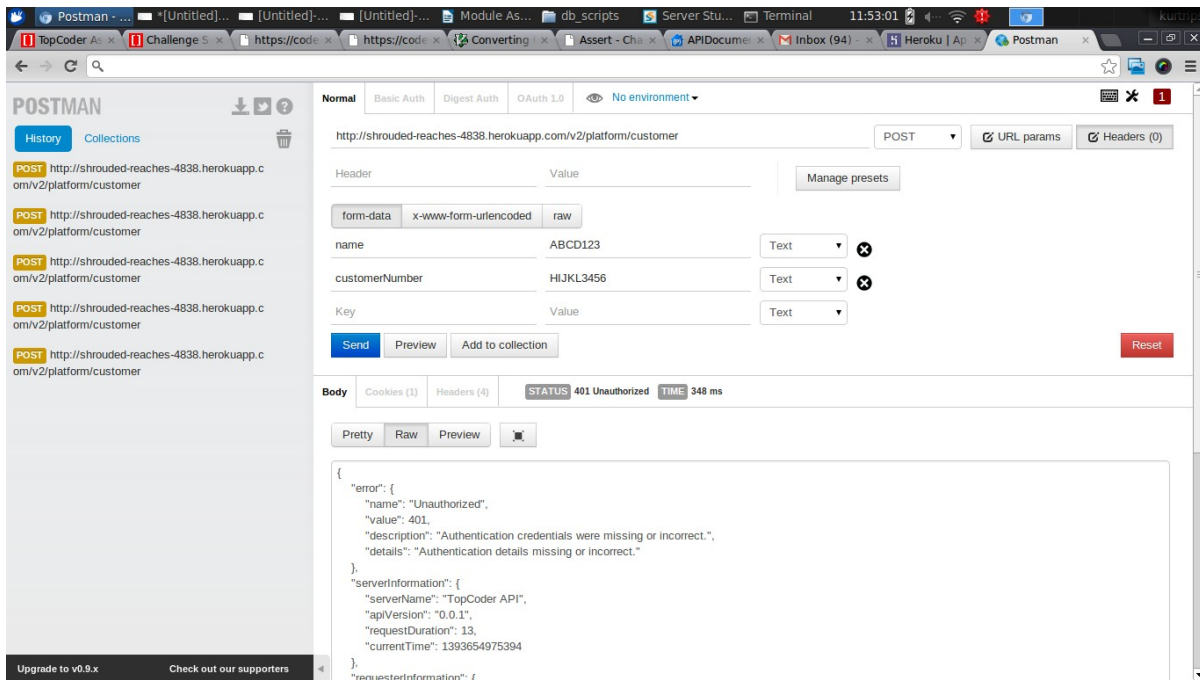 Postman - ... *[Untitled]... [Untitled]-... [Untitled]-... Module As... db_scripts Server Stu... Terminal 11:53:01 kurtrips
TopCoder As × Challenge S × https://code × https://code × Converting × Assert - Cha × APIDocumen × Inbox (94) - × Heroku | Ap × Postman ×
POSTMAN
History Collections
POST http://shrouded-reaches-4838.herokuapp.c
om/v2/platform/customer
POST http://shrouded-reaches-4838.herokuapp.c
om/v2/platform/customer
POST http://shrouded-reaches-4838.herokuapp.c
om/v2/platform/customer
POST http://shrouded-reaches-4838.herokuapp.c
om/v2/platform/customer
POST http://shrouded-reaches-4838.herokuapp.c
om/v2/platform/customer
Upgrade to v0.9.x Check out our supporters
Normal Basic Auth Digest Auth OAuth 1.0 No environment 1
http://shrouded-reaches-4838.herokuapp.com/v2/platform/customer POST URL params Headers (0)
Header Value Manage presets
form-data x-www-form-urlencoded raw
name ABCD123 Text
customerNumber HIJKL3456 Text
Key Value Text
Send Preview Add to collection Reset
Body Cookies (1) Headers (4) STATUS 401 Unauthorized TIME 348 ms
Pretty Raw Preview
{
"error": {
"name": "Unauthorized",
"value": 401,
"description": "Authentication credentials were missing or incorrect.",
"details": "Authentication details missing or incorrect."
},
"serverInformation": {
"serverName": "TopCoder API",
"apiVersion": "0.0.1",
"requestDuration": 13,
"currentTime": 1393654975394
},
"requesterInformation": {